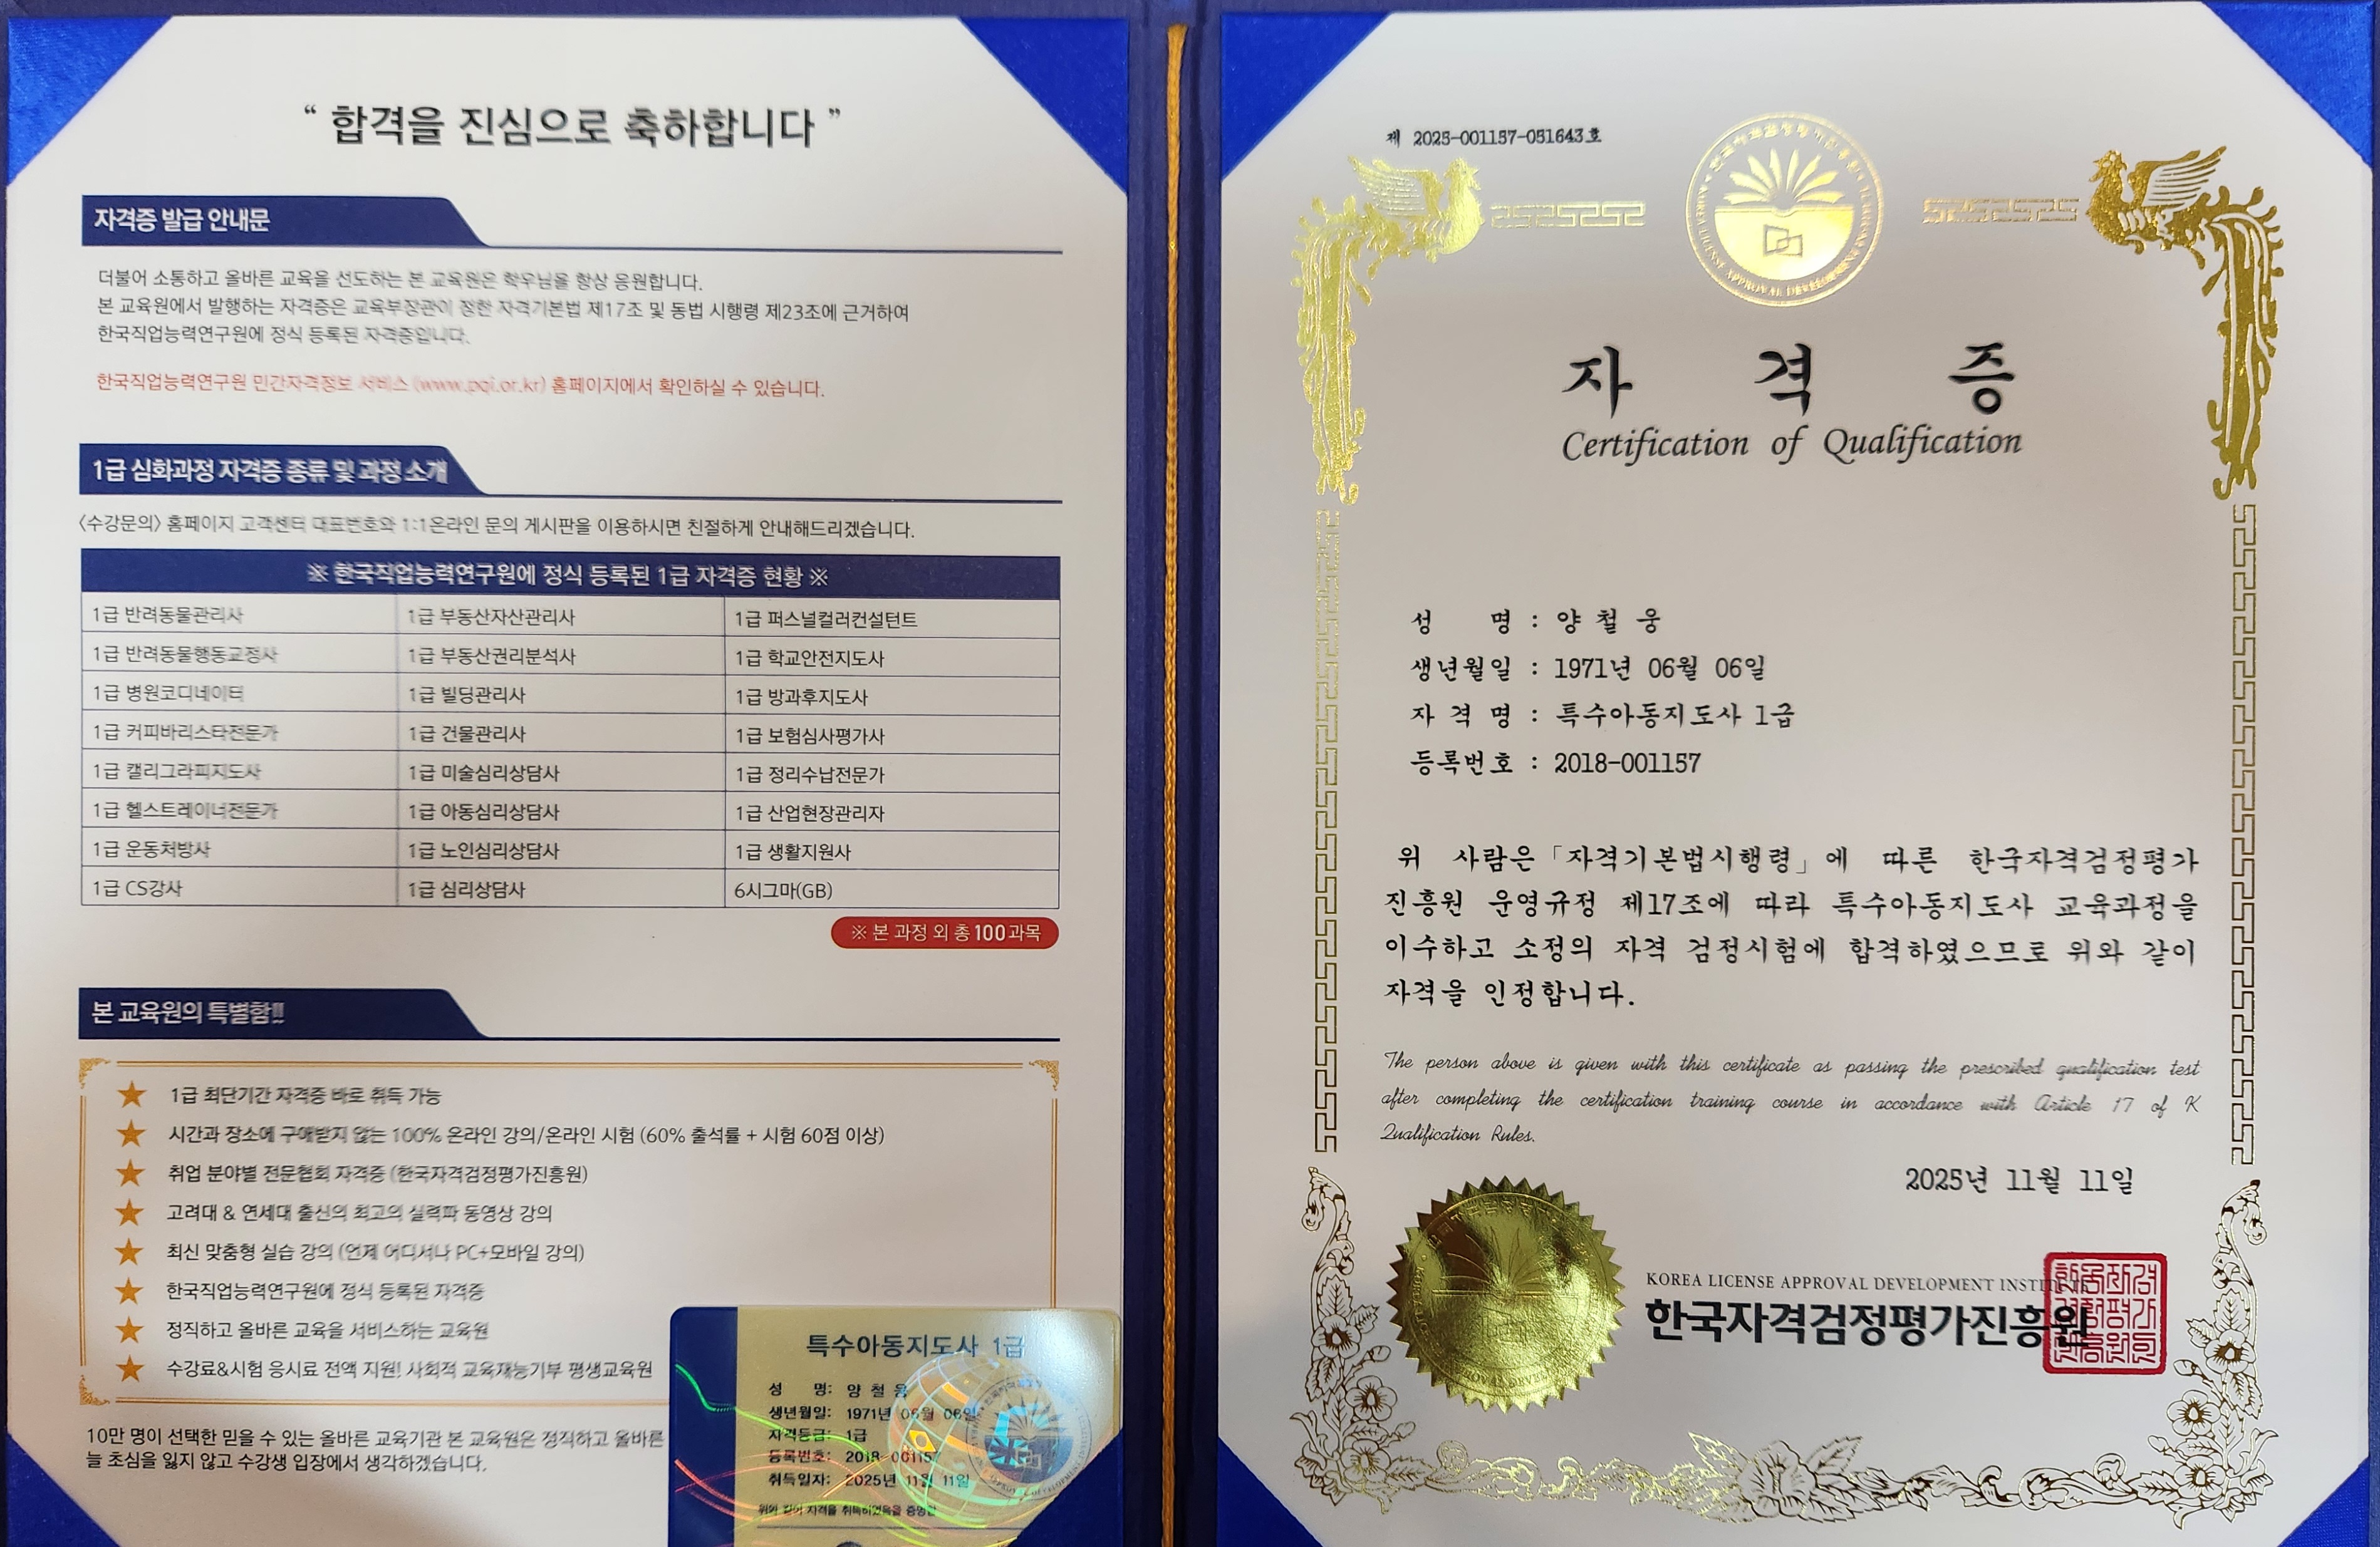 “ 합격을 진심으로 축하합니다 ”
자격증 발급 안내문
더불어 소통하고 올바른 교육을 선도하는 본 교육원은 학우님을 항상 응원합니다.
본 교육원에서 발행하는 자격증은 교육부장관이 정한 자격기본법 제17조 및 동법 시행령 제23조에 근거하여
한국직업능력연구원에 정식 등록된 자격증입니다.
한국직업능력연구원 민간자격정보 서비스 (www.pqi.or.kr) 홈페이지에서 확인하실 수 있습니다.
1급 심화과정 자격증 종류 및 과정 소개
<수강문의> 홈페이지 고객센터 대표번호와 1:1온라인 문의 게시판을 이용하시면 친절하게 안내해드리겠습니다.
※ 한국직업능력연구원에 정식 등록된 1급 자격증 현황 ※
1급 반려동물관리사 1급 부동산자산관리사 1급 퍼스널컬러컨설턴트
1급 반려동물행동교정사 1급 부동산권리분석사 1급 학교안전지도사
1급 병원코디네이터 1급 빌딩관리사 1급 방과후지도사
1급 커피바리스타전문가 1급 건물관리사 1급 보험심사평가사
1급 캘리그라피지도사 1급 미술심리상담사 1급 정리수납전문가
1급 헬스트레이너전문가 1급 아동심리상담사 1급 산업현장관리자
1급 운동처방사 1급 노인심리상담사 1급 생활지원사
1급 CS강사 1급 심리상담사 6시그마(GB)
※ 본 과정 외 총 100과목
본 교육원의 특별함!!
1급 최단기간 자격증 바로 취득 가능
시간과 장소에 구애받지 않는 100% 온라인 강의/온라인 시험 (60% 출석률 + 시험 60점 이상)
취업 분야별 전문협회 자격증 (한국자격검정평가진흥원)
고려대 & 연세대 출신의 최고의 실력파 동영상 강의
최신 맞춤형 실습 강의 (언제 어디서나 PC+모바일 강의)
한국직업능력연구원에 정식 등록된 자격증
정직하고 올바른 교육을 서비스하는 교육원
수강료&시험 응시료 전액 지원! 사회적 교육재능기부 평생교육원
10만 명이 선택한 믿을 수 있는 올바른 교육기관 본 교육원은 정직하고 올바른
늘 초심을 잃지 않고 수강생 입장에서 생각하겠습니다.
특수아동지도사 1급
성 명: 양 철 웅
생년월일: 1971년 06월 06일
자격등급: 1급
등록번호: 2018-001157
취득일자: 2025년 11월 11일
위와 같이 자격을 취득하였음을 증명함
제 2025-001157-051643호
KOREA LICENSE APPROVAL DEVELOPMENT
자 격 증
Certification of Qualification
성 명 : 양 철 웅
생년월일 : 1971년 06월 06일
자 격 명 : 특수아동지도사 1급
등록번호 : 2018-001157
위 사람은 「자격기본법시행령」에 따른 한국자격검정평가
진흥원 운영규정 제17조에 따라 특수아동지도사 교육과정을
이수하고 소정의 자격 검정시험에 합격하였으므로 위와 같이
자격을 인정합니다.
The person above is given with this certificate as passing the prescribed qualification test
after completing the certification training course in accordance with Article 17 of K
Qualification Rules.
2025년 11월 11일
KOREA LICENSE APPROVAL DEVELOPMENT INSTITUTE
한국자격검정평가진흥원